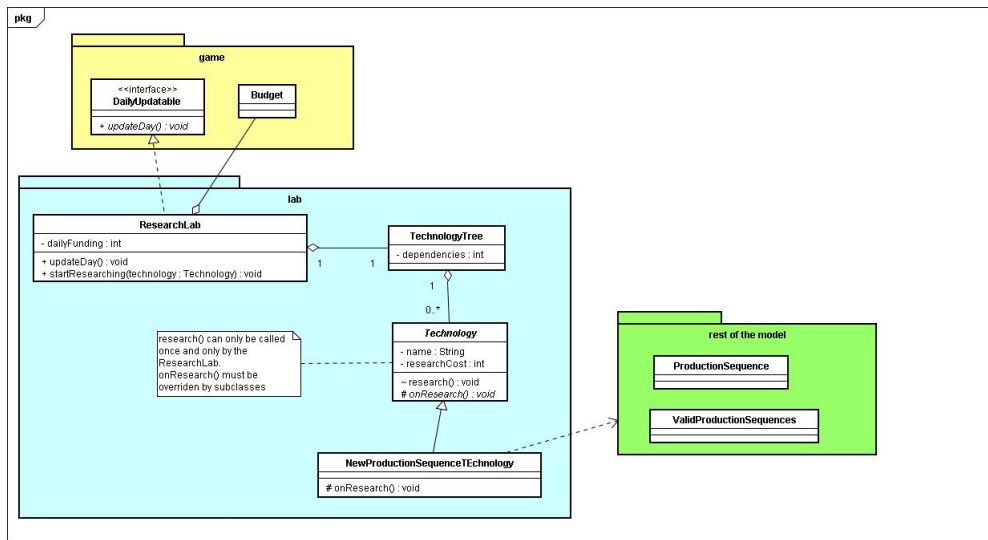 pkg
game
<<interface>>
DailyUpdatable
+ updateDay() : void
Budget
lab
ResearchLab
- dailyFunding : int
+ updateDay() : void
+ startResearching(technology : Technology) : void
1
1
TechnologyTree
- dependencies : int
1
0..*
research() can only be called
once and only by the
ResearchLab.
onResearch() must be
overriden by subclasses
Technology
- name : String
- researchCost : int
~ research() : void
# onResearch() : void
NewProductionSequenceTEchnology
# onResearch() : void
rest of the model
ProductionSequence
ValidProductionSequences